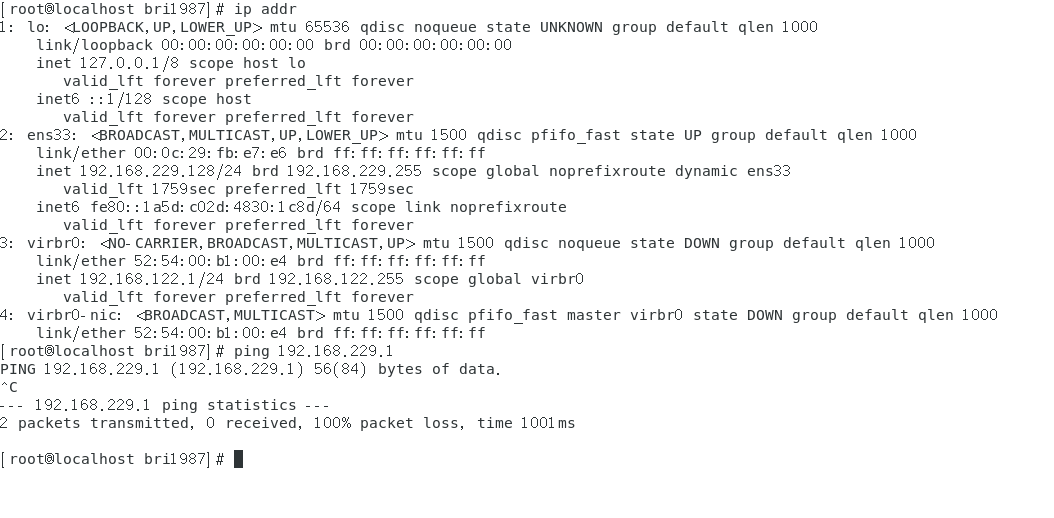 [root@localhost bri1987]# ip addr
1: lo: <LOOPBACK,UP,LOWER_UP> mtu 65536 qdisc noqueue state UNKNOWN group default qlen 1000
    link/loopback 00:00:00:00:00:00 brd 00:00:00:00:00:00
    inet 127.0.0.1/8 scope host lo
       valid_lft forever preferred_lft forever
    inet6 ::1/128 scope host
       valid_lft forever preferred_lft forever
2: ens33: <BROADCAST,MULTICAST,UP,LOWER_UP> mtu 1500 qdisc pfifo_fast state UP group default qlen 1000
    link/ether 00:0c:29:fb:e7:e6 brd ff:ff:ff:ff:ff:ff
    inet 192.168.229.128/24 brd 192.168.229.255 scope global noprefixroute dynamic ens33
       valid_lft 1759sec preferred_lft 1759sec
    inet6 fe80::1a5d:c02d:4830:1c8d/64 scope link noprefixroute
       valid_lft forever preferred_lft forever
3: virbr0: <NO-CARRIER,BROADCAST,MULTICAST,UP> mtu 1500 qdisc noqueue state DOWN group default qlen 1000
    link/ether 52:54:00:b1:00:e4 brd ff:ff:ff:ff:ff:ff
    inet 192.168.122.1/24 brd 192.168.122.255 scope global virbr0
       valid_lft forever preferred_lft forever
4: virbr0-nic: <BROADCAST,MULTICAST> mtu 1500 qdisc pfifo_fast master virbr0 state DOWN group default qlen 1000
    link/ether 52:54:00:b1:00:e4 brd ff:ff:ff:ff:ff:ff
[root@localhost bri1987]# ping 192.168.229.1
PING 192.168.229.1 (192.168.229.1) 56(84) bytes of data.
^C
--- 192.168.229.1 ping statistics ---
2 packets transmitted, 0 received, 100% packet loss, time 1001ms
[root@localhost bri1987]#